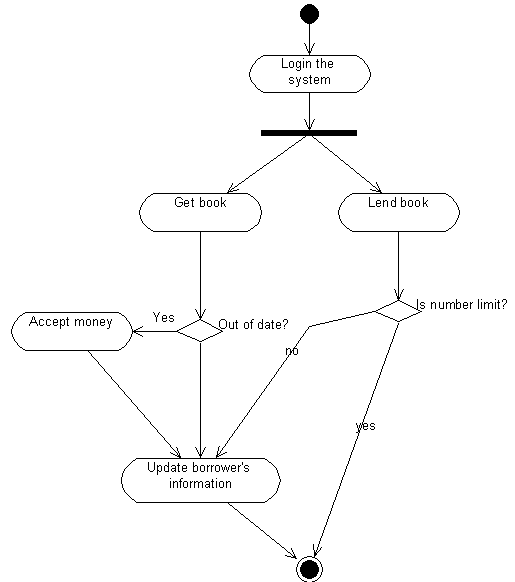 Login the
system
Get book
Lend book
Is number limit?
Yes
Accept money
Out of date?
no
yes
Update borrower's
information